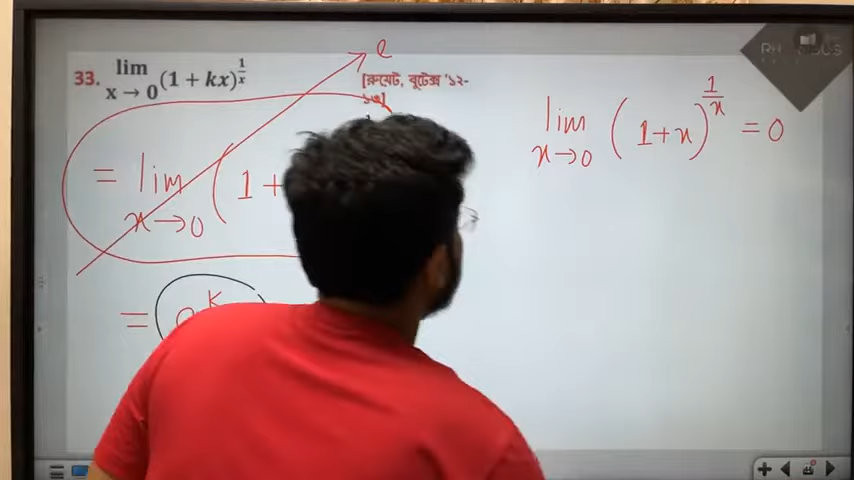 33. lim x → 0 (1 + kx)^{1/x}
[রুয়েট, বুটেক্স '১২-
১৩]
e
= lim x→0 (1+
= e^K
lim x→0 (1+x)^{1/x} = 0